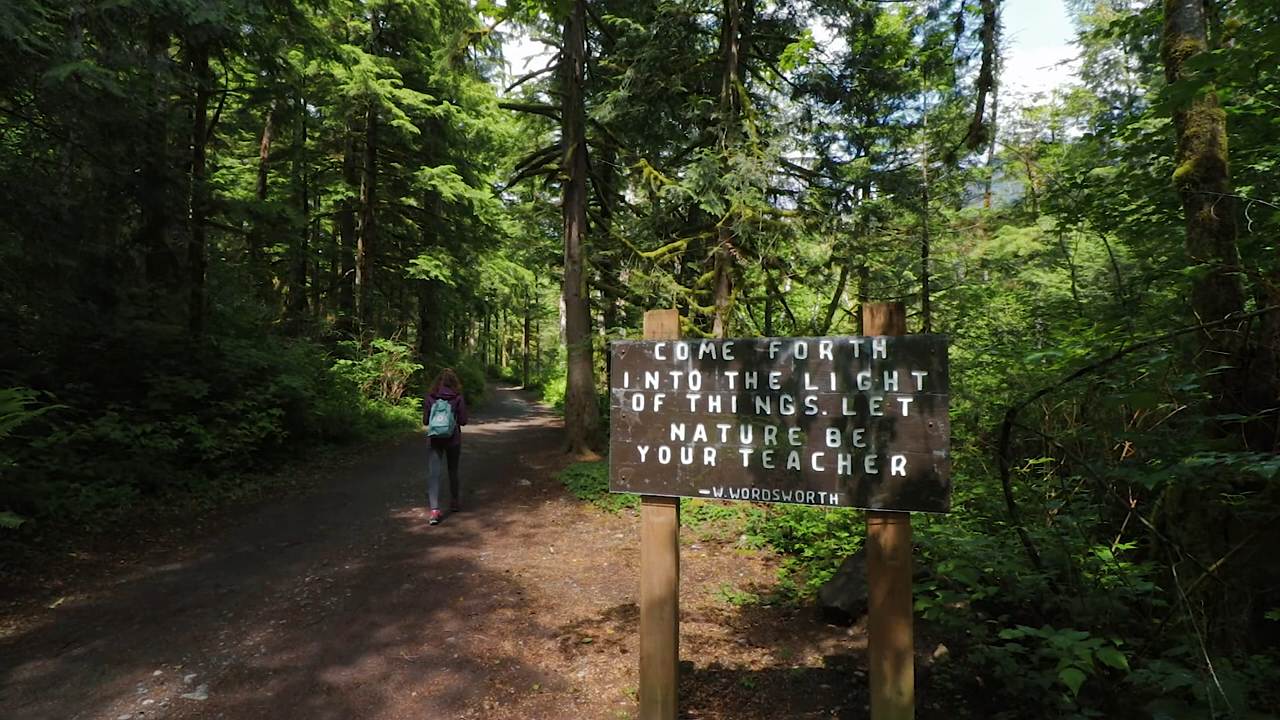 COME FORTH
INTO THE LIGHT
OF THINGS. LET
NATURE BE
YOUR TEACHER
—W.WORDSWORTH